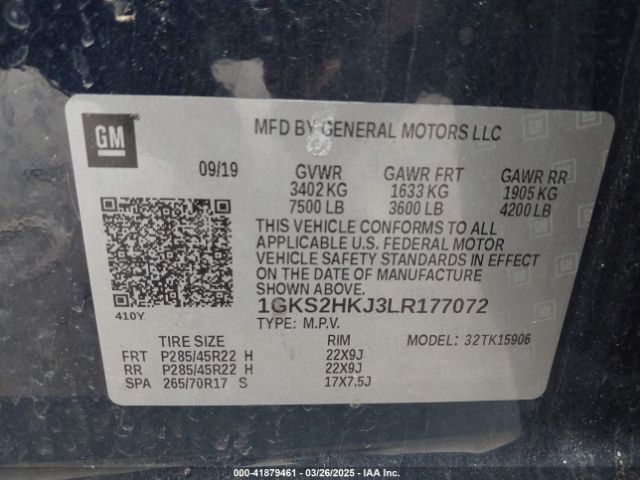 GM
MFD BY GENERAL MOTORS LLC
09/19 GVWR GAWR FRT GAWR RR
3402 KG 1633 KG 1905 KG
7500 LB 3600 LB 4200 LB
THIS VEHICLE CONFORMS TO ALL
APPLICABLE U.S. FEDERAL MOTOR
VEHICLE SAFETY STANDARDS IN EFFECT
ON THE DATE OF MANUFACTURE
SHOWN ABOVE.
410Y 1GKS2HKJ3LR177072
TYPE: M.P.V.
TIRE SIZE RIM MODEL: 32TK15906
FRT P285/45R22 H 22X9J
RR P285/45R22 H 22X9J
SPA 265/70R17 S 17X7.5J
000-41879461 | 03/26/2025 | IAA Inc.